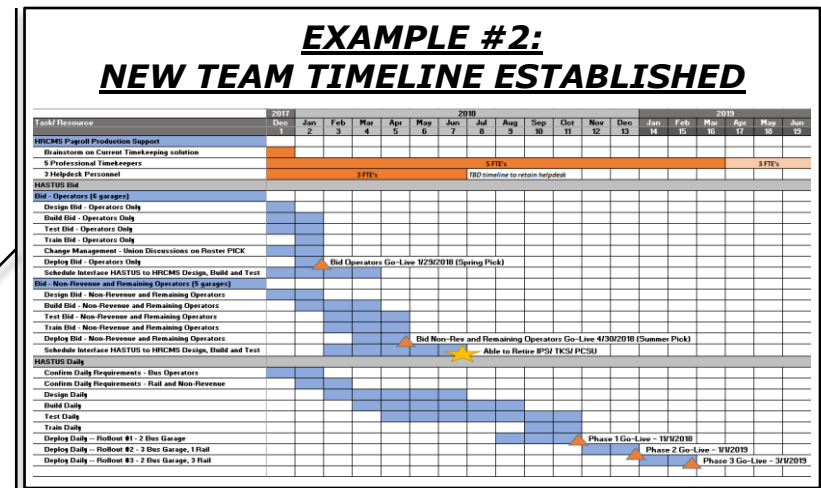 EXAMPLE #2:
NEW TEAM TIMELINE ESTABLISHED
2017 2018 2019
Task/ Resource Dec Jan Feb Mar Apr May Jun Jul Aug Sep Oct Nov Dec Jan Feb Mar Apr May Jun
1 2 3 4 5 6 7 8 9 10 11 12 13 14 15 16 17 18 19
HRCMS Payroll Production Support
Brainstorm on Current Timekeeping solution
5 Professional Timekeepers 5 FTE's 3 FTE's
3 Helpdesk Personnel 3 FTE's TBD timeline to retain helpdesk
HASTUS Bid
Bid - Operators (6 garages)
Design Bid - Operators Only
Build Bid - Operators Only
Test Bid - Operators Only
Train Bid - Operators Only
Change Management - Union Discussions on Roster PICK
Deploy Bid - Operators Only Bid Operators Go-Live 1/29/2018 (Spring Pick)
Schedule Interface HASTUS to HRCMS Design, Build and Test
Bid - Non-Revenue and Remaining Operators (5 garages)
Design Bid - Non-Revenue and Remaining Operators
Build Bid - Non-Revenue and Remaining Operators
Test Bid - Non-Revenue and Remaining Operators
Train Bid - Non-Revenue and Remaining Operators
Deploy Bid - Non-Revenue and Remaining Operators Bid Non-Rev and Remaining Operators Go-Live 4/30/2018 (Summer Pick)
Schedule Interface HASTUS to HRCMS Design, Build and Test Able to Retire IPS/ TKS/ PCSU
HASTUS Daily
Confirm Daily Requirements - Bus Operators
Confirm Daily Requirements - Rail and Non-Revenue
Design Daily
Build Daily
Test Daily
Train Daily
Deploy Daily -- Rollout #1 - 2 Bus Garage Phase 1 Go-Live - 11/1/2018
Deploy Daily -- Rollout #2 - 3 Bus Garage, 1 Rail Phase 2 Go-Live - 1/1/2019
Deploy Daily -- Rollout #3 - 2 Bus Garage, 3 Rail Phase 3 Go-Live - 3/1/2019